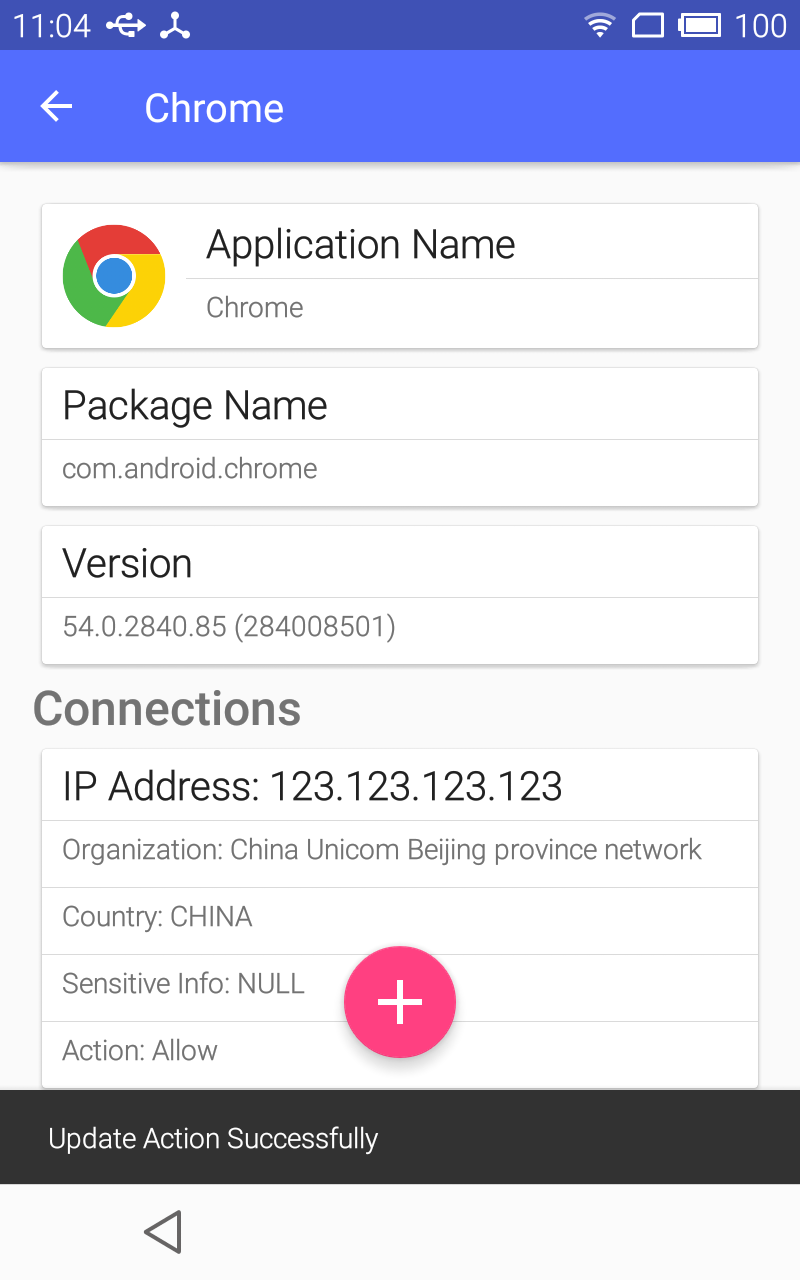 11:04
100
Chrome
Application Name
Chrome
Package Name
com.android.chrome
Version
54.0.2840.85 (284008501)
Connections
IP Address: 123.123.123.123
Organization: China Unicom Beijing province network
Country: CHINA
Sensitive Info: NULL
Action: Allow
Update Action Successfully